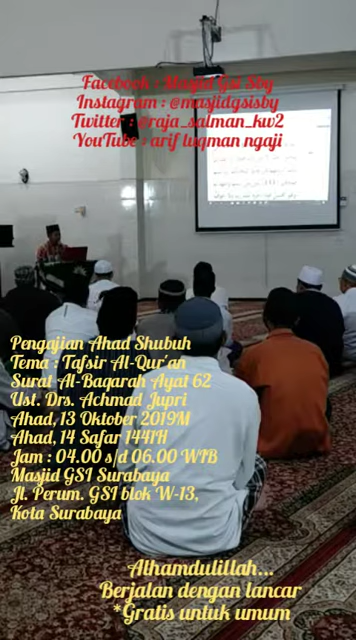 Facebook : Masjid Gsi Sby
Instagram : @masjidgsisby
Twitter : @raja_salman_kw2
YouTube : arif luqman ngaji
Pengajian Ahad Shubuh
Tema : Tafsir Al-Qur'an
Surat Al-Baqarah Ayat 62
Ust. Drs. Achmad Jupri
Ahad, 13 Oktober 2019M
Ahad, 14 Safar 1441H
Jam : 04.00 s/d 06.00 WIB
Masjid GSI Surabaya
Jl. Perum. GSI blok W-13,
Kota Surabaya
Alhamdulillah...
Berjalan dengan lancar
*Gratis untuk umum